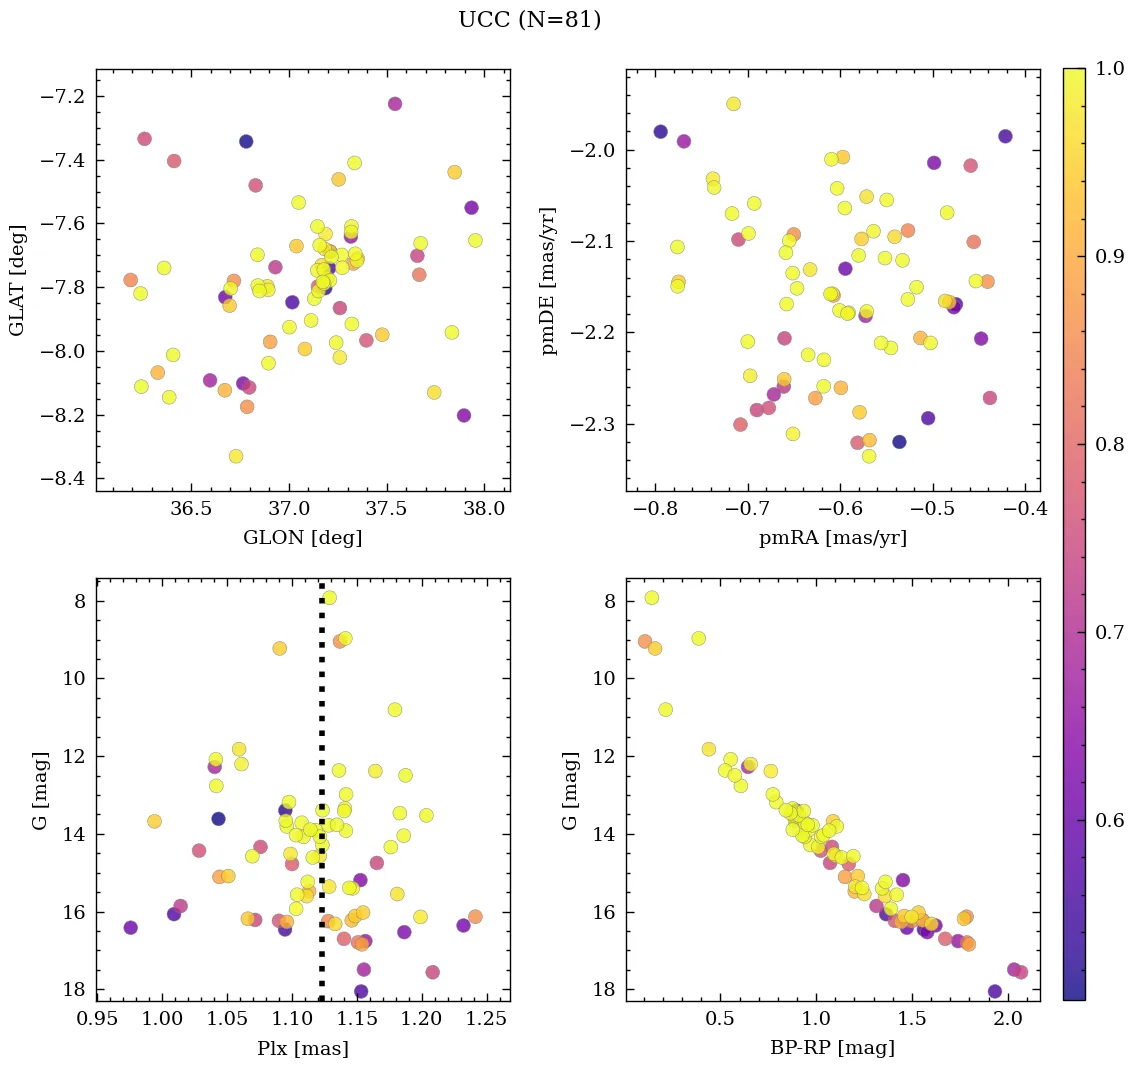 UCC (N=81)
−7.2
−7.4
−7.6
−7.8
−8.0
−8.2
−8.4
GLAT [deg]
36.5 37.0 37.5 38.0
GLON [deg]
−2.0
−2.1
−2.2
−2.3
pmDE [mas/yr]
−0.8 −0.7 −0.6 −0.5 −0.4
pmRA [mas/yr]
1.0
0.9
0.8
0.7
0.6
8
10
12
14
16
18
G [mag]
0.95 1.00 1.05 1.10 1.15 1.20 1.25
Plx [mas]
8
10
12
14
16
18
G [mag]
0.5 1.0 1.5 2.0
BP-RP [mag]